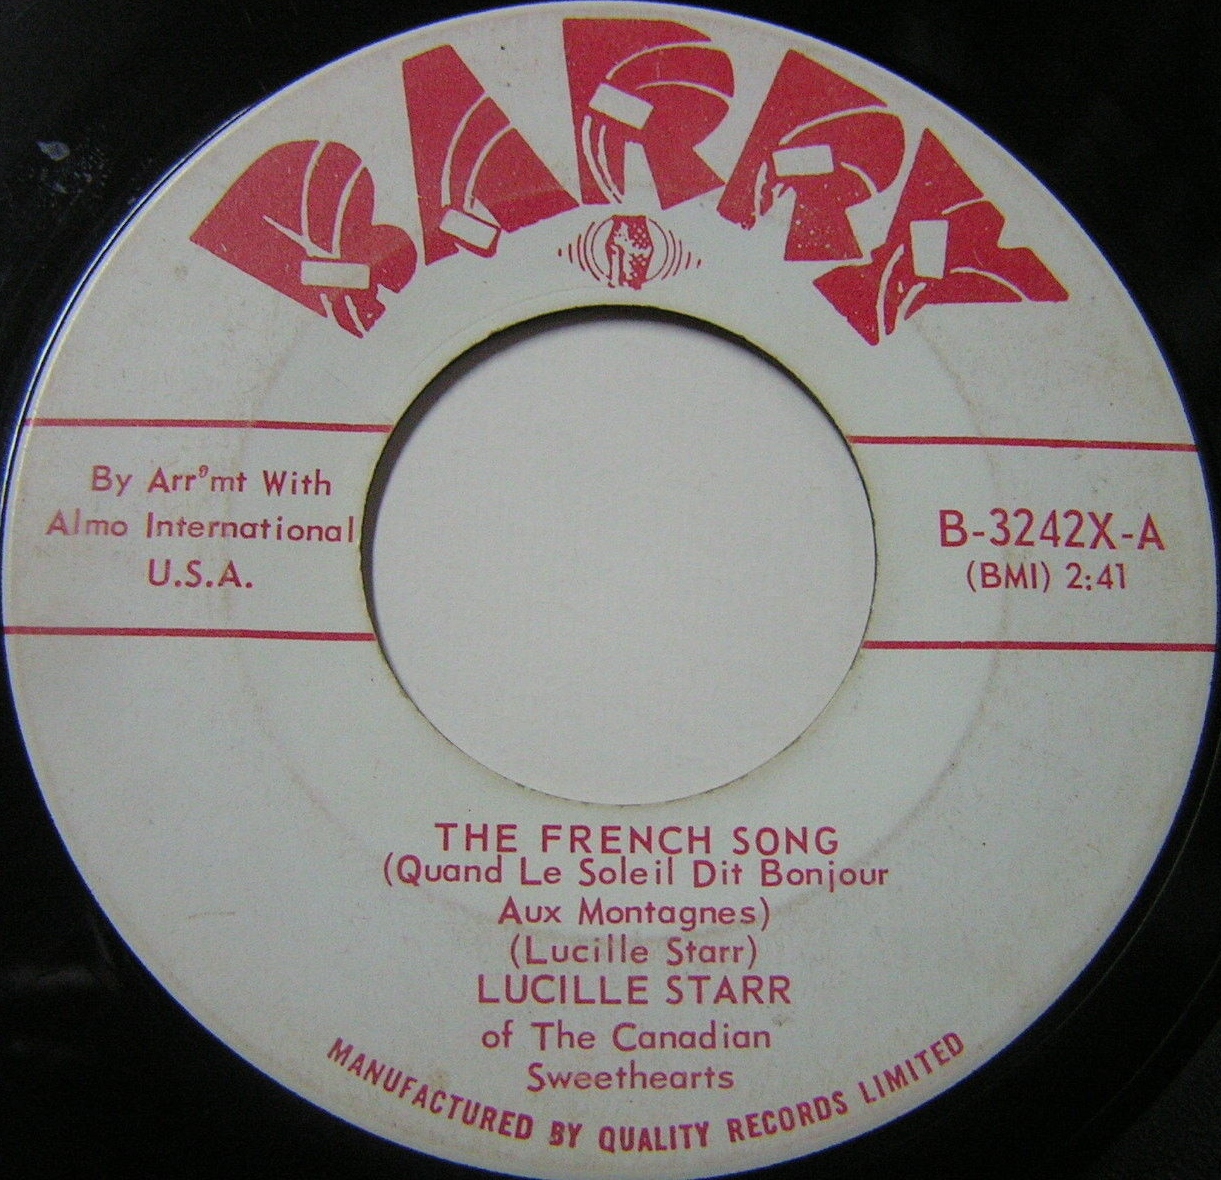 BARRY
By Arr'mt With
Almo International
U.S.A.
B-3242X-A
(BMI) 2:41
THE FRENCH SONG
(Quand Le Soleil Dit Bonjour
Aux Montagnes)
(Lucille Starr)
LUCILLE STARR
of The Canadian
Sweethearts
MANUFACTURED BY QUALITY RECORDS LIMITED